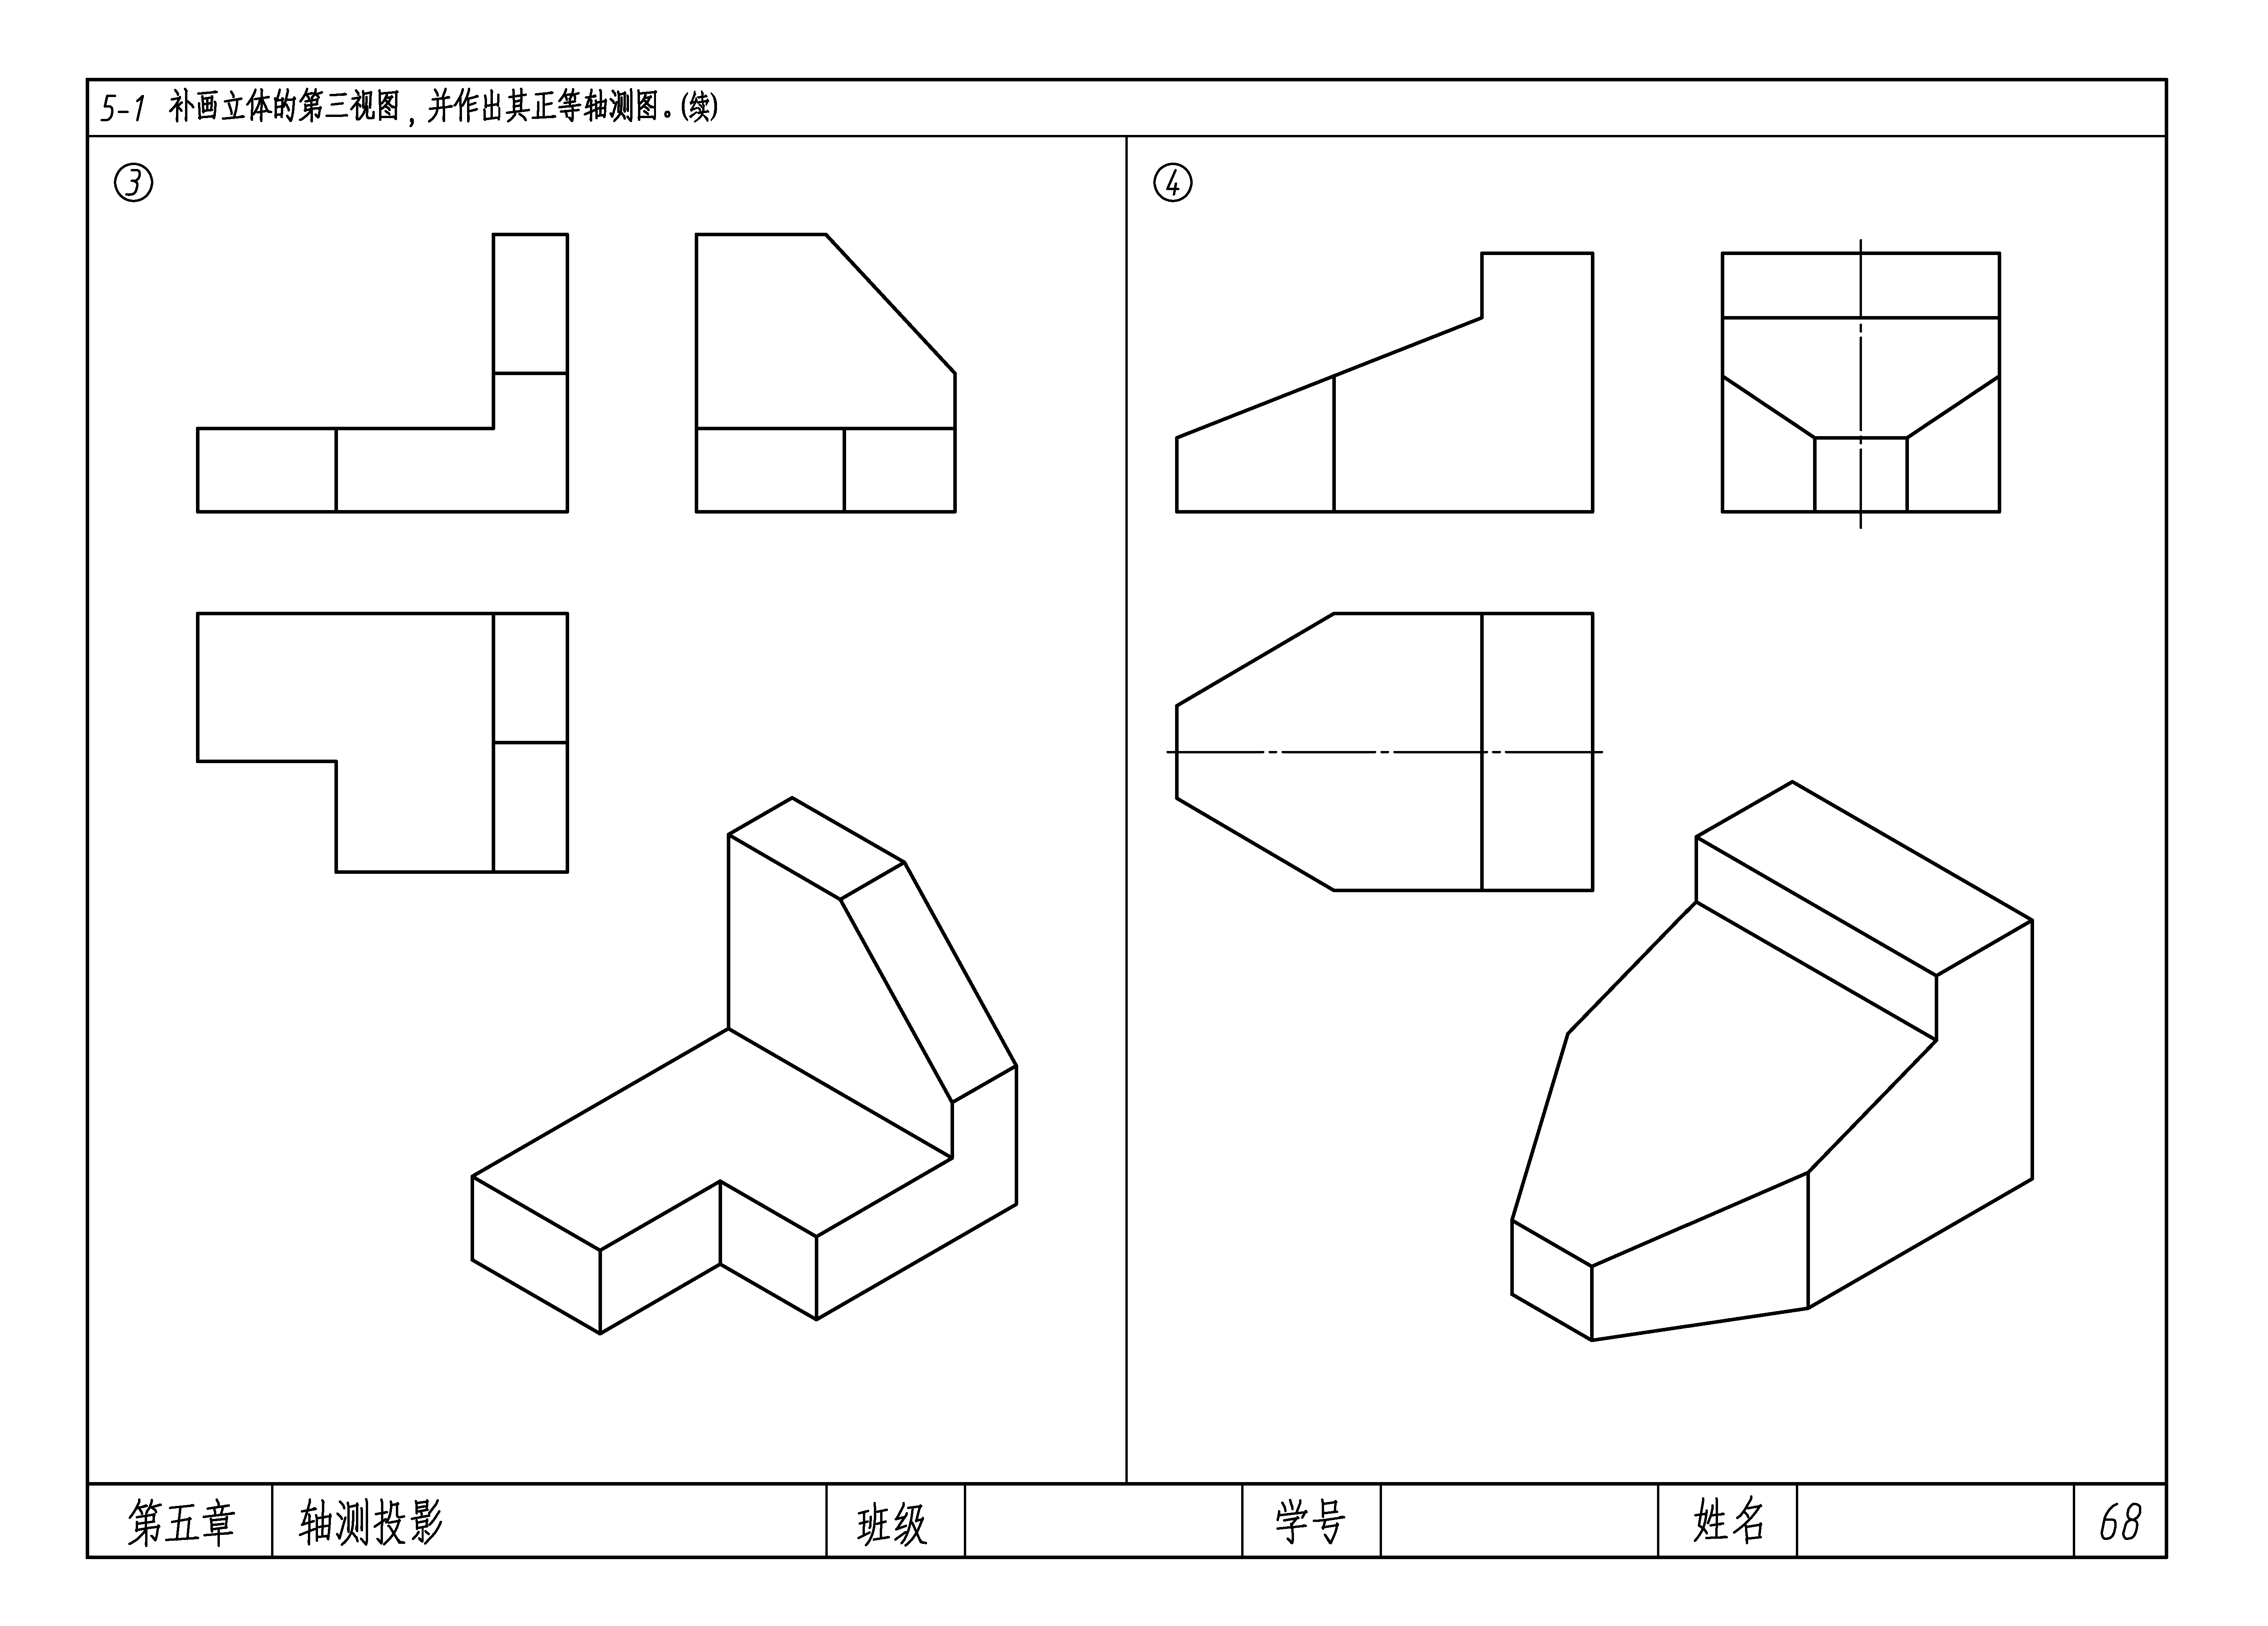 5-1 补画立体的第三视图，并作出其正等轴测图。(续)
③
④
第五章 轴测投影 班级 学号 姓名 68